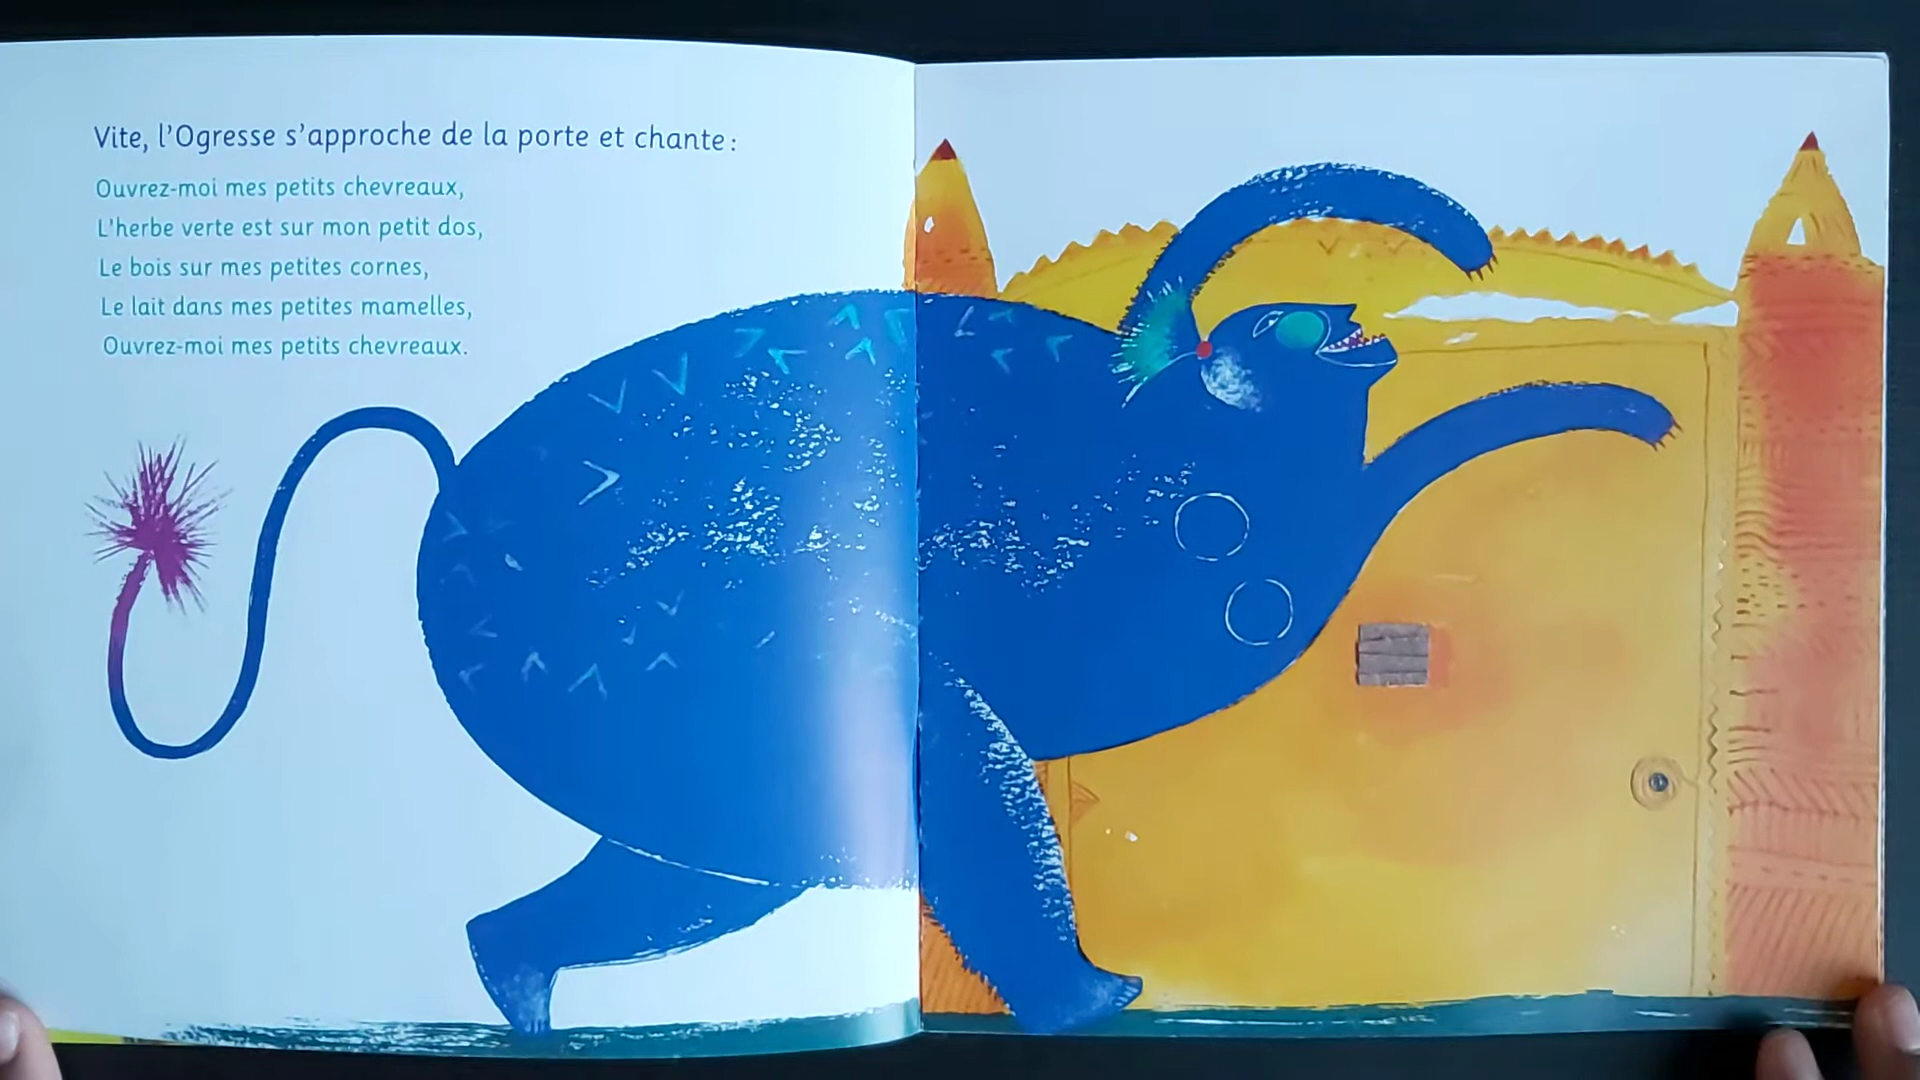 Vite, l'Ogresse s'approche de la porte et chante :
Ouvrez-moi mes petits chevreaux,
L'herbe verte est sur mon petit dos,
Le bois sur mes petites cornes,
Le lait dans mes petites mamelles,
Ouvrez-moi mes petits chevreaux.